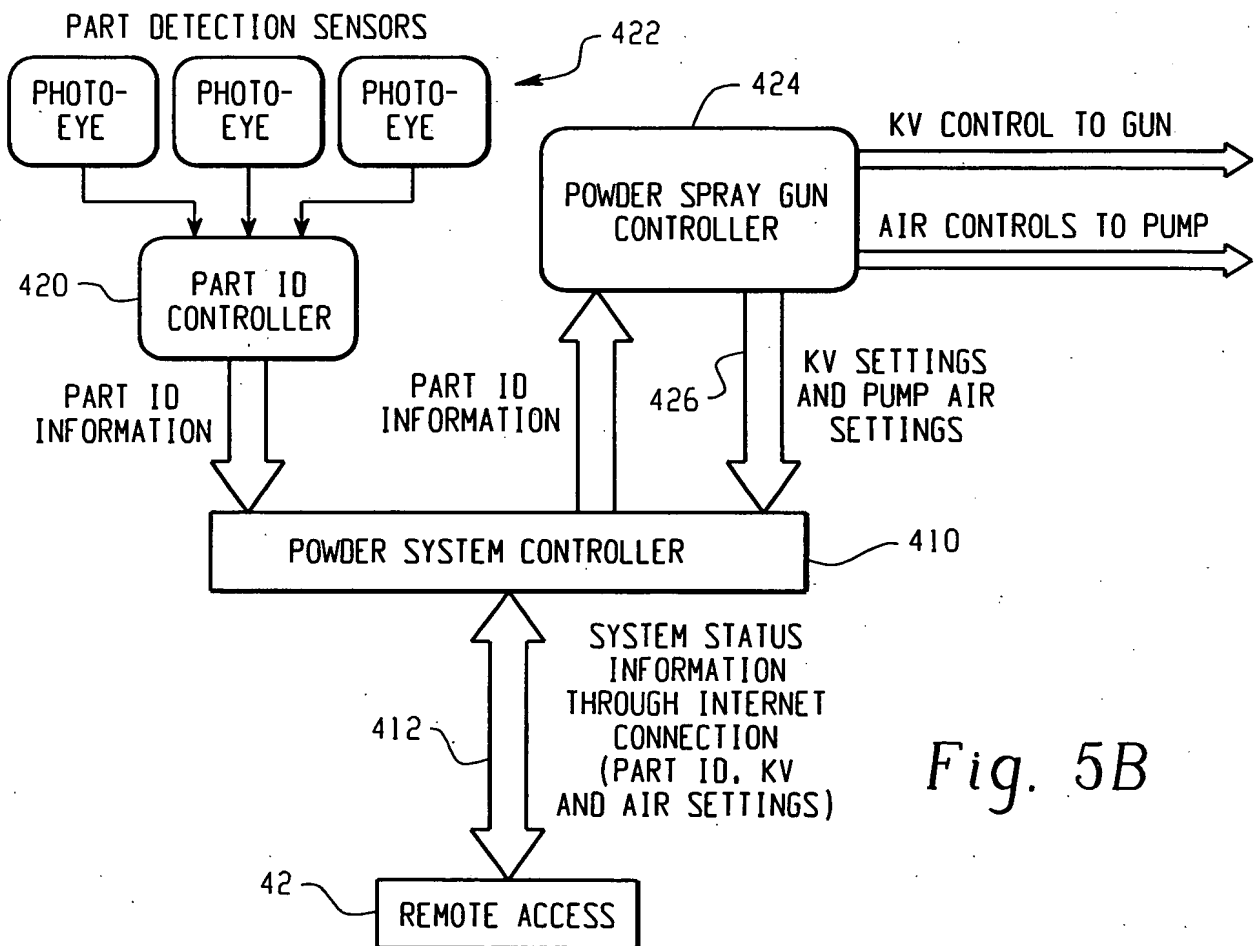 PART DETECTION SENSORS
422
PHOTO-
EYE
PHOTO-
EYE
PHOTO-
EYE
424
KV CONTROL TO GUN
POWDER SPRAY GUN
CONTROLLER
AIR CONTROLS TO PUMP
420
PART ID
CONTROLLER
PART ID
INFORMATION
PART ID
INFORMATION
426
KV SETTINGS
AND PUMP AIR
SETTINGS
POWDER SYSTEM CONTROLLER
410
SYSTEM STATUS
INFORMATION
THROUGH INTERNET
CONNECTION
(PART ID, KV
AND AIR SETTINGS)
412
Fig. 5B
42
REMOTE ACCESS